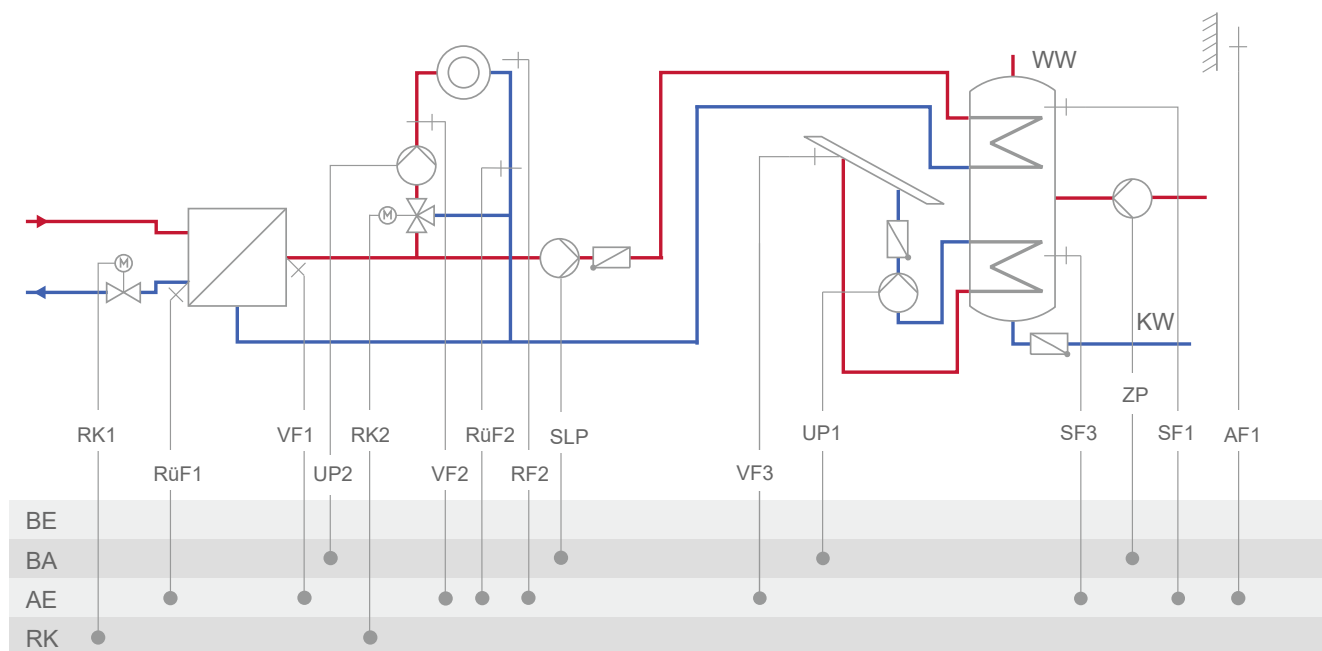 WW
M
M
KW
ZP
RK1
VF1
RK2
RüF2
SLP
UP1
SF3
SF1
AF1
RüF1
UP2
VF2
RF2
VF3
BE
BA
AE
RK